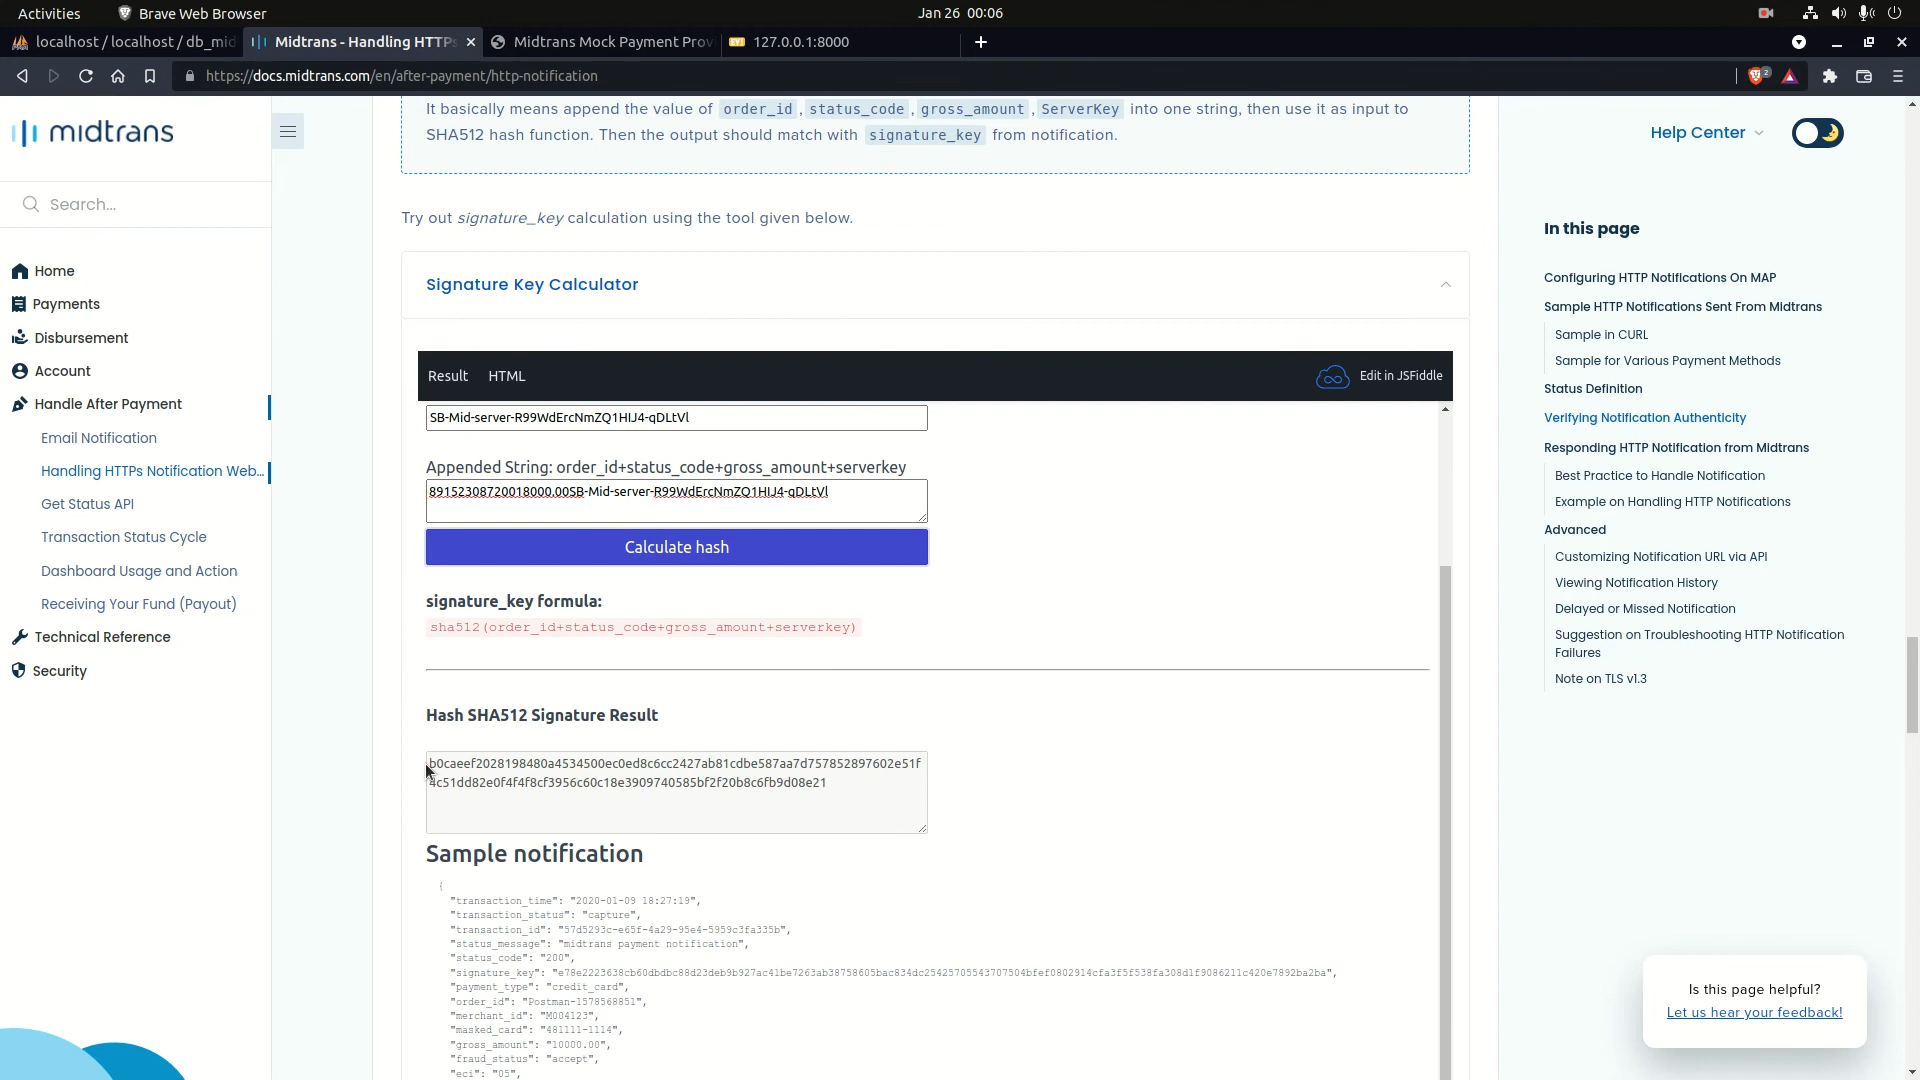 Activities
Brave Web Browser
Jan 26 00:06
localhost / localhost / db_mid
Midtrans - Handling HTTPs
Midtrans Mock Payment Prov
127.0.0.1:8000
https://docs.midtrans.com/en/after-payment/http-notification
2
midtrans
Search...
Home
Payments
Disbursement
Account
Handle After Payment
Email Notification
Handling HTTPs Notification Web...
Get Status API
Transaction Status Cycle
Dashboard Usage and Action
Receiving Your Fund (Payout)
Technical Reference
Security
It basically means append the value of order_id, status_code, gross_amount, ServerKey into one string, then use it as input to
SHA512 hash function. Then the output should match with signature_key from notification.
Try out signature_key calculation using the tool given below.
Signature Key Calculator
Result HTML
Edit in JSFiddle
SB-Mid-server-R99WdErcNmZQ1HIJ4-qDLtVl
Appended String: order_id+status_code+gross_amount+serverkey
89152308720018000.00SB-Mid-server-R99WdErcNmZQ1HIJ4-qDLtVl
Calculate hash
signature_key formula:
sha512(order_id+status_code+gross_amount+serverkey)
Hash SHA512 Signature Result
b0caeef2028198480a4534500ec0ed8c6cc2427ab81cdbe587aa7d757852897602e51f
4c51dd82e0f4f4f8cf3956c60c18e3909740585bf2f20b8c6fb9d08e21
Sample notification
{
"transaction_time": "2020-01-09 18:27:19",
"transaction_status": "capture",
"transaction_id": "57d5293c-e65f-4a29-95e4-5959c3fa335b",
"status_message": "midtrans payment notification",
"status_code": "200",
"signature_key": "e78e2223638cb60dbdbc88d23deb9b927ac41be7263ab38758605bac834dc25425705543707504bfef0802914cfa3f5f538fa308d1f9086211c420e7892ba2ba",
"payment_type": "credit_card",
"order_id": "Postman-1578568851",
"merchant_id": "M004123",
"masked_card": "481111-1114",
"gross_amount": "10000.00",
"fraud_status": "accept",
"eci": "05",
Help Center
In this page
Configuring HTTP Notifications On MAP
Sample HTTP Notifications Sent From Midtrans
Sample in CURL
Sample for Various Payment Methods
Status Definition
Verifying Notification Authenticity
Responding HTTP Notification from Midtrans
Best Practice to Handle Notification
Example on Handling HTTP Notifications
Advanced
Customizing Notification URL via API
Viewing Notification History
Delayed or Missed Notification
Suggestion on Troubleshooting HTTP Notification
Failures
Note on TLS v1.3
Is this page helpful?
Let us hear your feedback!